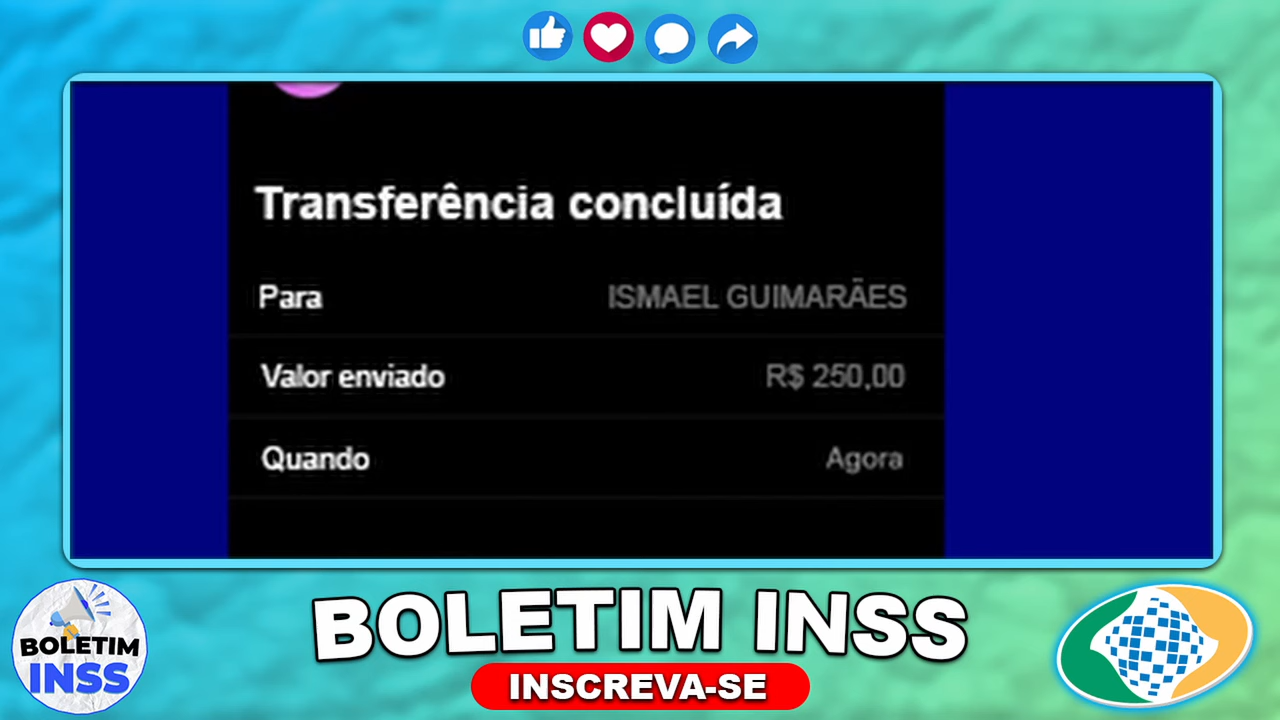 Transferência concluída
Para ISMAEL GUIMARÃES
Valor enviado R$ 250,00
Quando Agora
BOLETIM INSS
BOLETIM
INSS
INSCREVA-SE